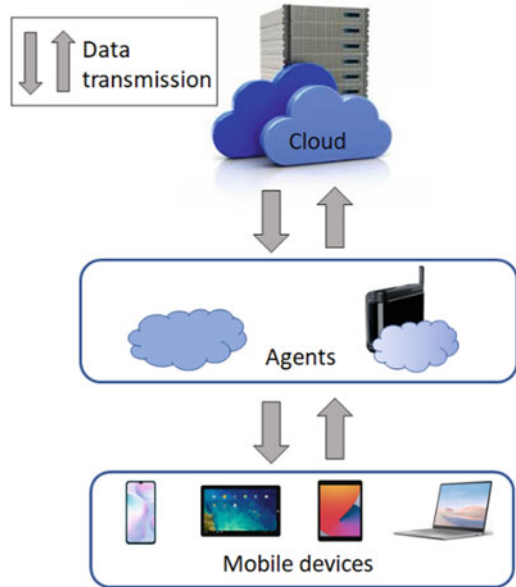 Data
transmission
Cloud
Agents
Mobile devices